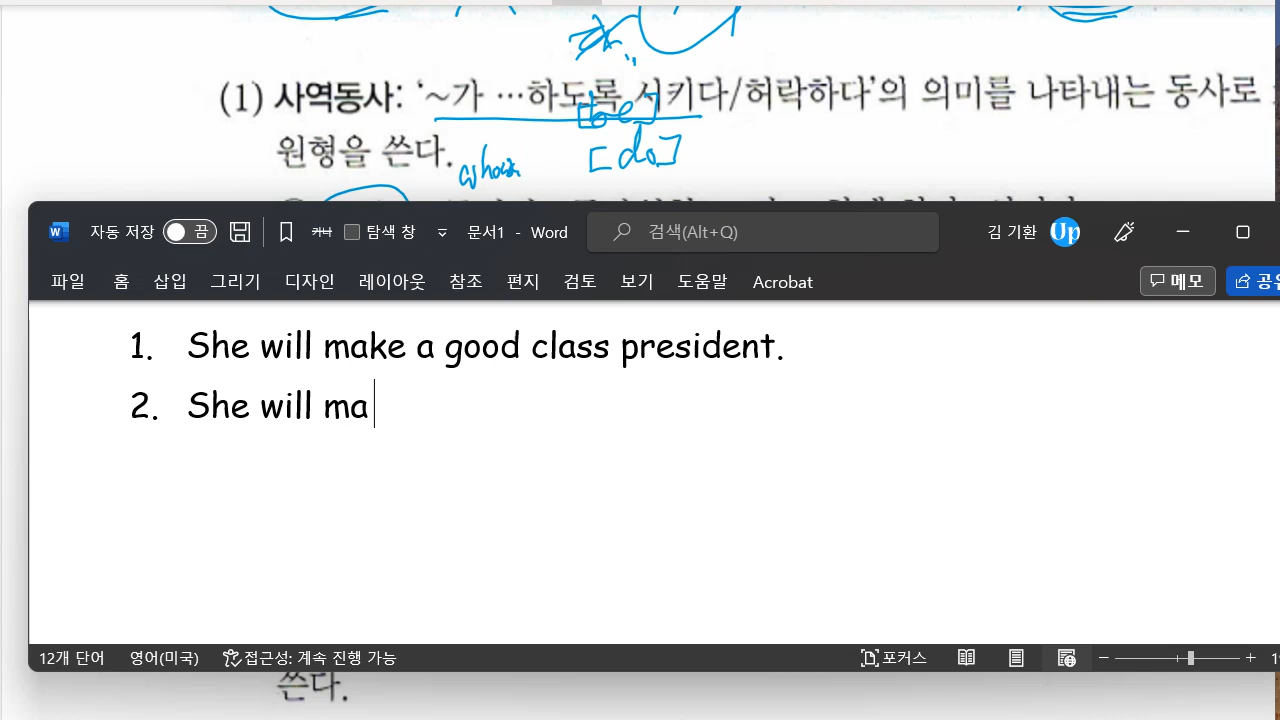 (1) 사역동사: ‘~가 …하도록 시키다/허락하다’의 의미를 나타내는 동사로
[be]
원형을 쓴다.
[do]
자동 저장 끔 가나 탐색 창 문서1 - Word 검색(Alt+Q) 김 기환 Up
파일 홈 삽입 그리기 디자인 레이아웃 참조 편지 검토 보기 도움말 Acrobat 메모
1. She will make a good class president.
2. She will ma
12개 단어 영어(미국) 접근성: 계속 진행 가능 포커스
쓴다.